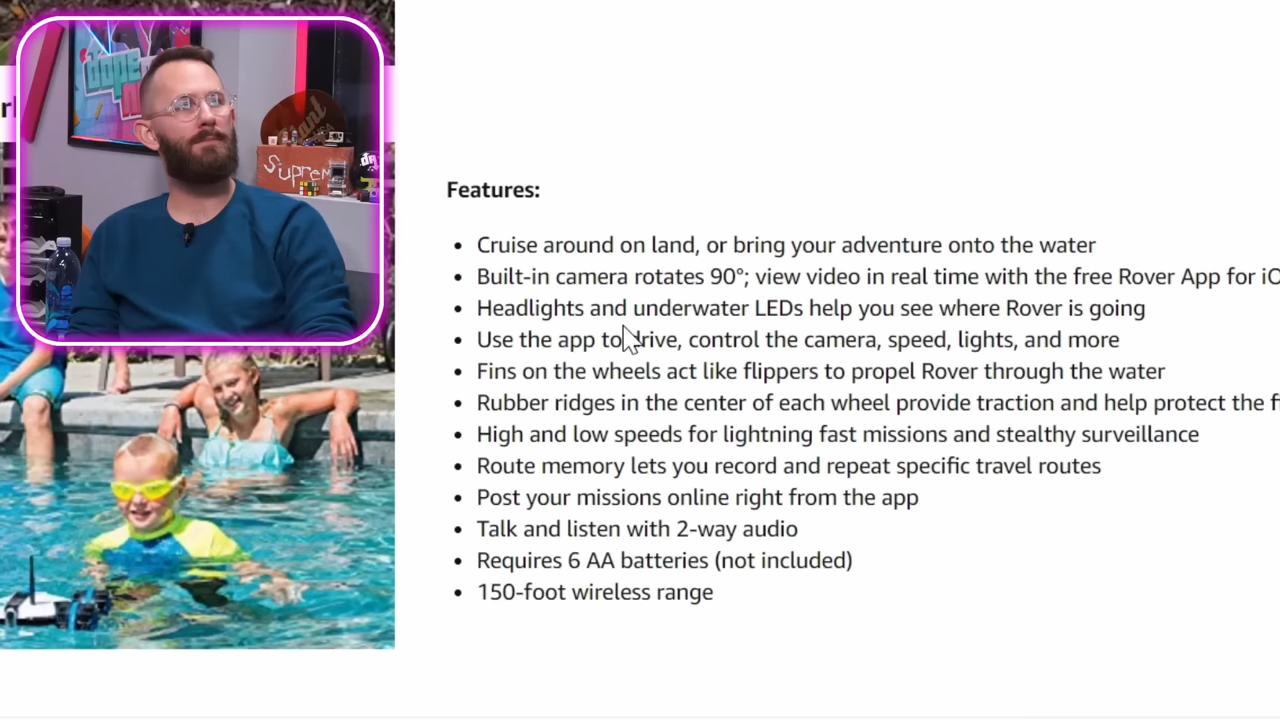 dope
Giant
Suprem
Features:
Cruise around on land, or bring your adventure onto the water
Built-in camera rotates 90°; view video in real time with the free Rover App for iO
Headlights and underwater LEDs help you see where Rover is going
Use the app to drive, control the camera, speed, lights, and more
Fins on the wheels act like flippers to propel Rover through the water
Rubber ridges in the center of each wheel provide traction and help protect the fi
High and low speeds for lightning fast missions and stealthy surveillance
Route memory lets you record and repeat specific travel routes
Post your missions online right from the app
Talk and listen with 2-way audio
Requires 6 AA batteries (not included)
150-foot wireless range